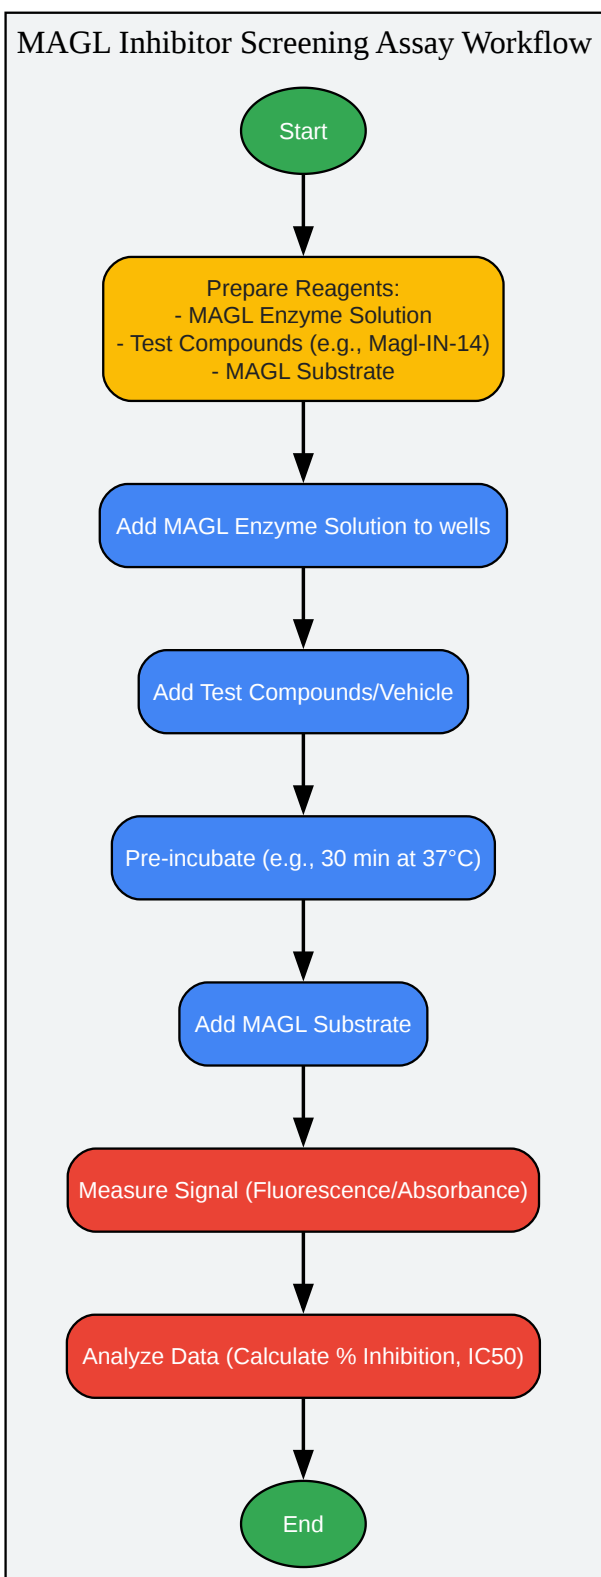 MAGL Inhibitor Screening Assay Workflow
Start
Prepare Reagents:
- MAGL Enzyme Solution
- Test Compounds (e.g., Magl-IN-14)
- MAGL Substrate
Add MAGL Enzyme Solution to wells
Add Test Compounds/Vehicle
Pre-incubate (e.g., 30 min at 37°C)
Add MAGL Substrate
Measure Signal (Fluorescence/Absorbance)
Analyze Data (Calculate % Inhibition, IC50)
End